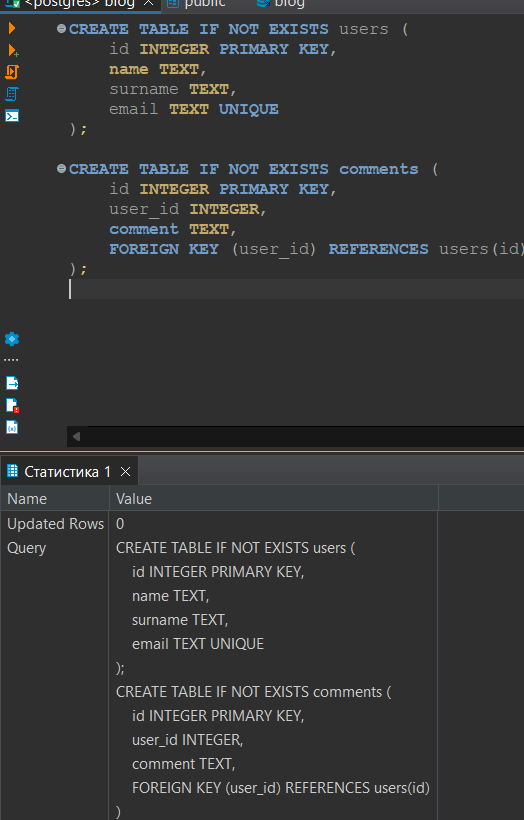 <postgres> blog
public
blog
CREATE TABLE IF NOT EXISTS users (
id INTEGER PRIMARY KEY,
name TEXT,
surname TEXT,
email TEXT UNIQUE
);
CREATE TABLE IF NOT EXISTS comments (
id INTEGER PRIMARY KEY,
user_id INTEGER,
comment TEXT,
FOREIGN KEY (user_id) REFERENCES users(id)
);
Статистика 1
Name Value
Updated Rows 0
Query CREATE TABLE IF NOT EXISTS users (
id INTEGER PRIMARY KEY,
name TEXT,
surname TEXT,
email TEXT UNIQUE
);
CREATE TABLE IF NOT EXISTS comments (
id INTEGER PRIMARY KEY,
user_id INTEGER,
comment TEXT,
FOREIGN KEY (user_id) REFERENCES users(id)
)